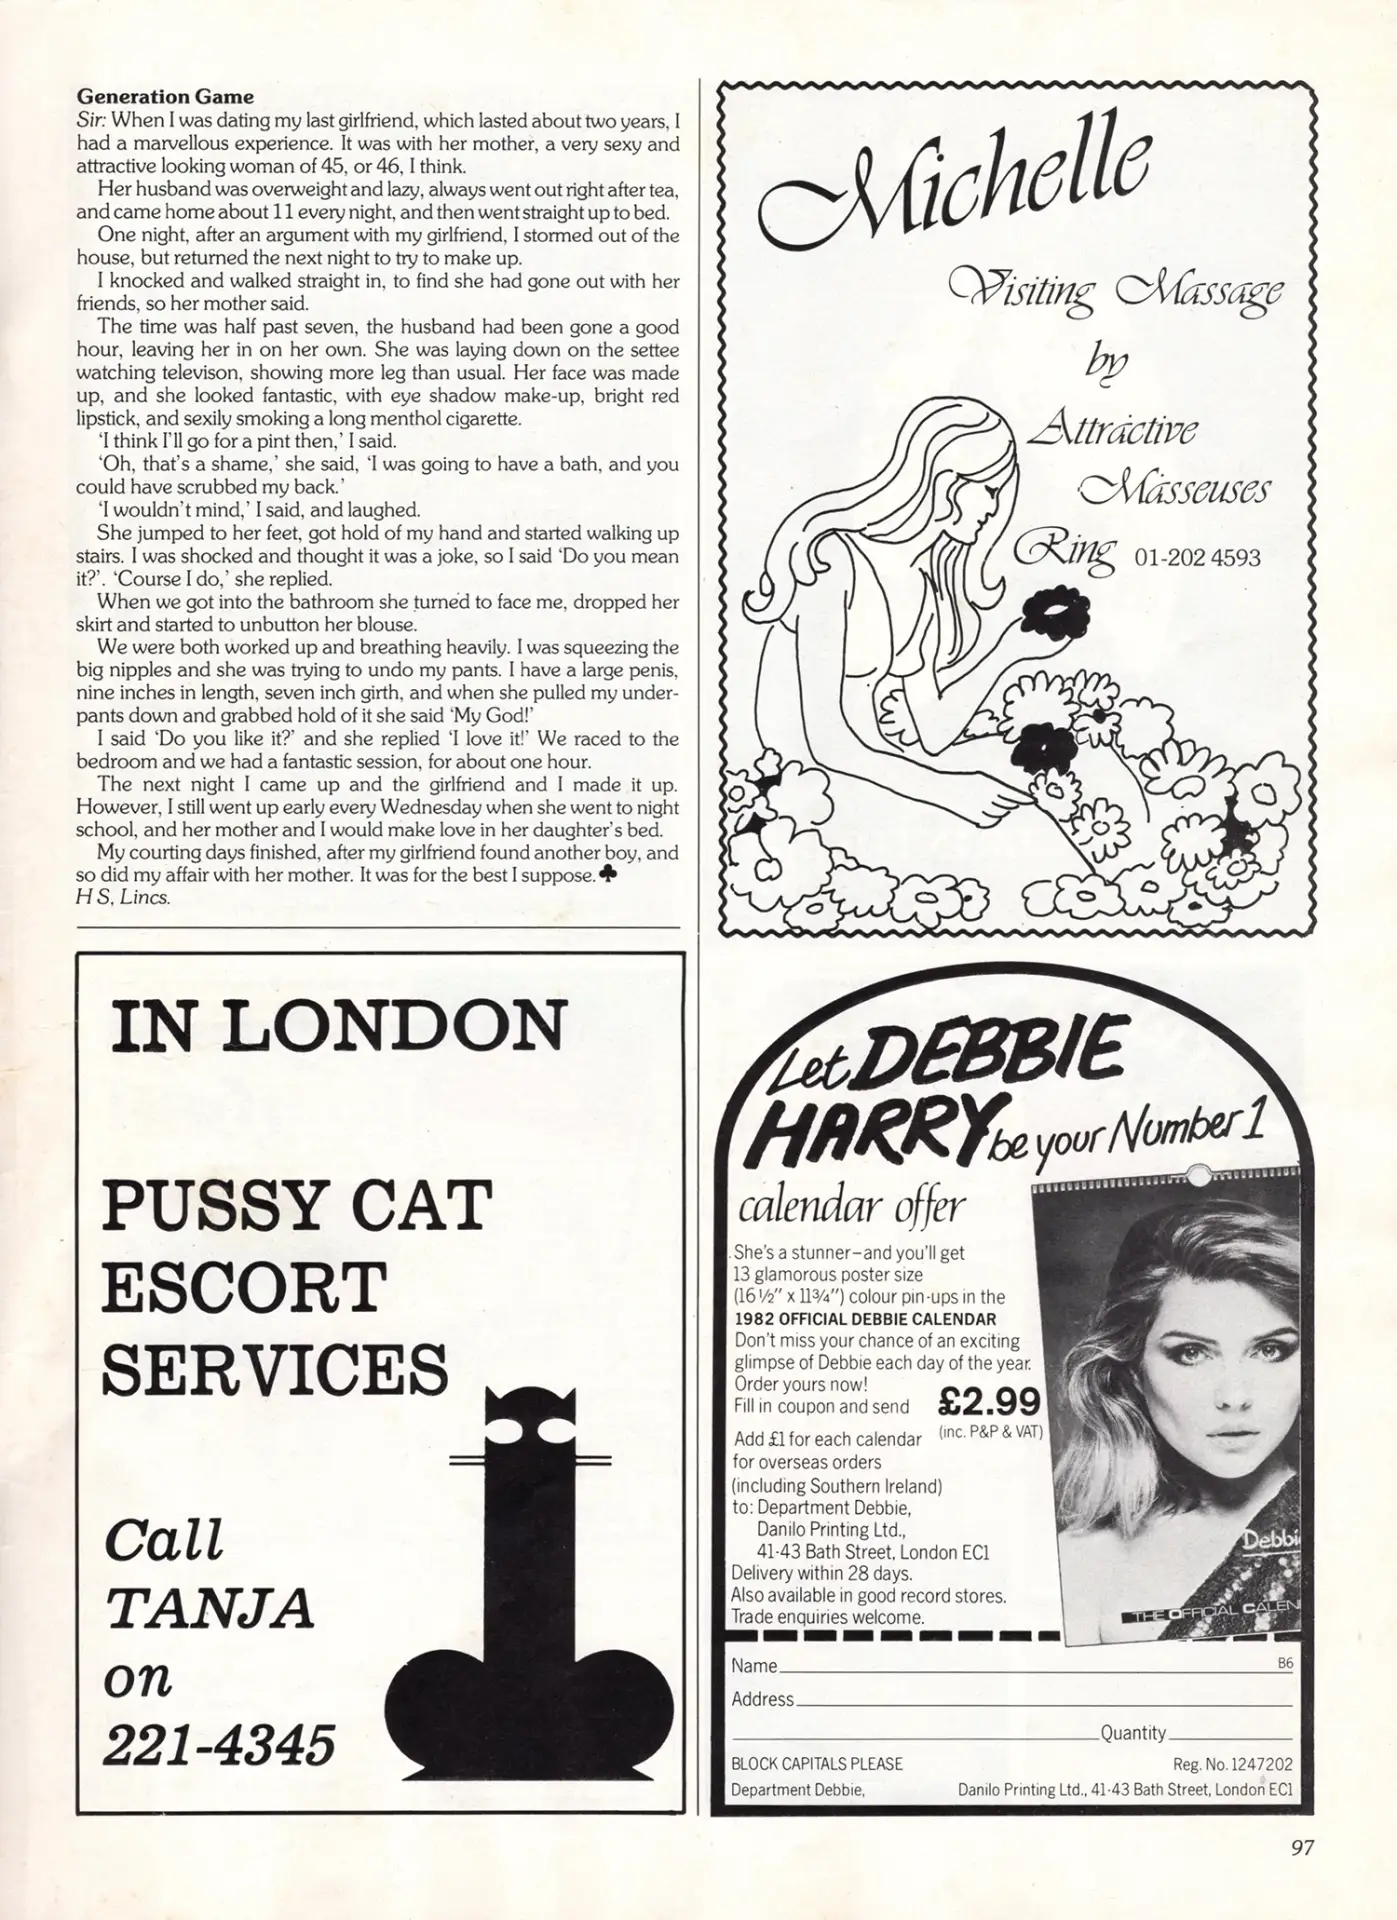 Generation Game
Sir: When I was dating my last girlfriend, which lasted about two years, I
had a marvellous experience. It was with her mother, a very sexy and
attractive looking woman of 45, or 46, I think.
Her husband was overweight and lazy, always went out right after tea,
and came home about 11 every night, and then went straight up to bed.
One night, after an argument with my girlfriend, I stormed out of the
house, but returned the next night to try to make up.
I knocked and walked straight in, to find she had gone out with her
friends, so her mother said.
The time was half past seven, the husband had been gone a good
hour, leaving her in on her own. She was laying down on the settee
watching televison, showing more leg than usual. Her face was made
up, and she looked fantastic, with eye shadow make-up, bright red
lipstick, and sexily smoking a long menthol cigarette.
‘I think I'll go for a pint then,’ I said.
‘Oh, that's a shame,’ she said, ‘I was going to have a bath, and you
could have scrubbed my back.’
‘I wouldn't mind,’ I said, and laughed.
She jumped to her feet, got hold of my hand and started walking up
stairs. I was shocked and thought it was a joke, so I said ‘Do you mean
it?’. ‘Course I do,’ she replied.
When we got into the bathroom she turned to face me, dropped her
skirt and started to unbutton her blouse.
We were both worked up and breathing heavily. I was squeezing the
big nipples and she was trying to undo my pants. I have a large penis,
nine inches in length, seven inch girth, and when she pulled my under-
pants down and grabbed hold of it she said ‘My God!’
I said ‘Do you like it?’ and she replied ‘I love it!’ We raced to the
bedroom and we had a fantastic session, for about one hour.
The next night I came up and the girlfriend and I made it up.
However, I still went up early every Wednesday when she went to night
school, and her mother and I would make love in her daughter's bed.
My courting days finished, after my girlfriend found another boy, and
so did my affair with her mother. It was for the best I suppose.♣
H S, Lincs.
IN LONDON
PUSSY CAT
ESCORT
SERVICES
Call
TANJA
on
221-4345
Michelle
Visiting Massage
by
Attractive
Masseuses
Ring 01-202 4593
Let DEBBIE
HARRY be your Number 1
calendar offer
She's a stunner–and you'll get
13 glamorous poster size
(16½" x 11¾") colour pin-ups in the
1982 OFFICIAL DEBBIE CALENDAR
Don't miss your chance of an exciting
glimpse of Debbie each day of the year.
Order yours now!
Fill in coupon and send £2.99
(inc. P&P & VAT)
Add £1 for each calendar
for overseas orders
(including Southern Ireland)
to: Department Debbie,
Danilo Printing Ltd.,
41-43 Bath Street, London EC1
Delivery within 28 days.
Also available in good record stores.
Trade enquiries welcome.
Debbi
THE OFFICIAL CALEN
Name B6
Address
Quantity
BLOCK CAPITALS PLEASE Reg. No. 1247202
Department Debbie, Danilo Printing Ltd., 41-43 Bath Street, London EC1
97